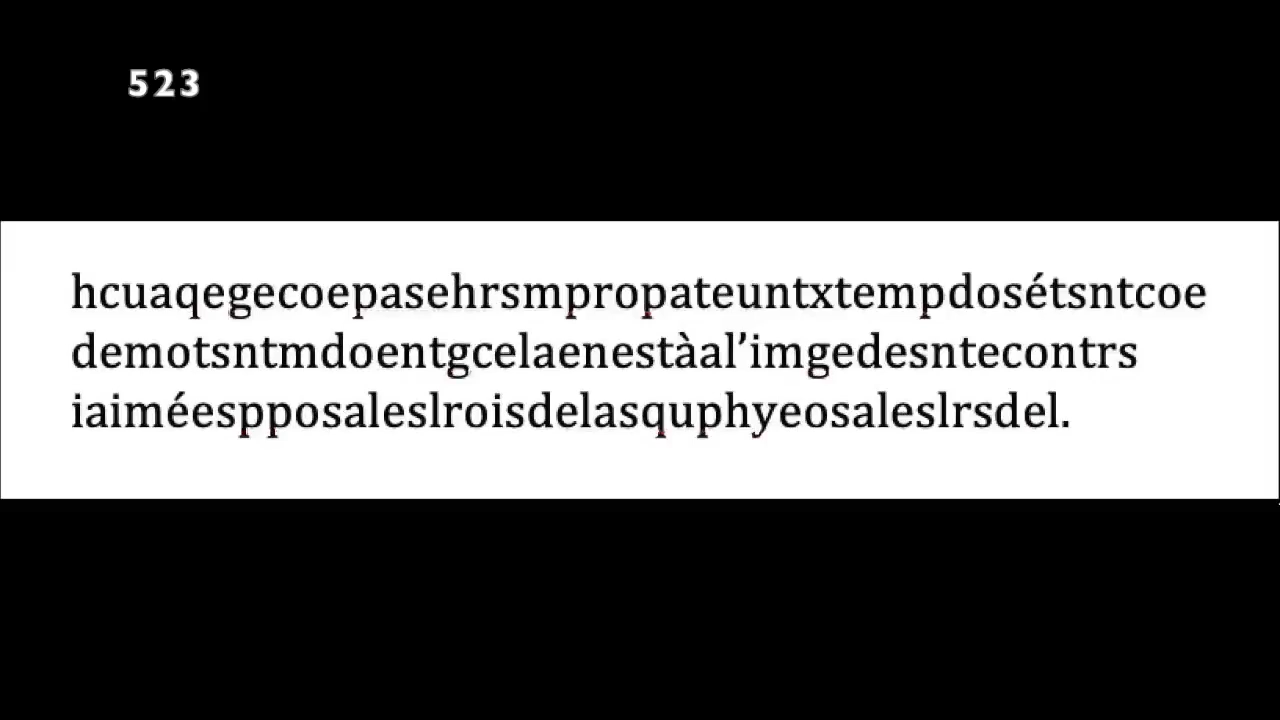 523
hcuaqegecoepasehrsmpropateuntxtempdosétsntcoe
demotsntmdoentgcelaenestàal’imgedesntecontrs
iaiméespposaleslroisdelasquphyeosaleslrsdel.